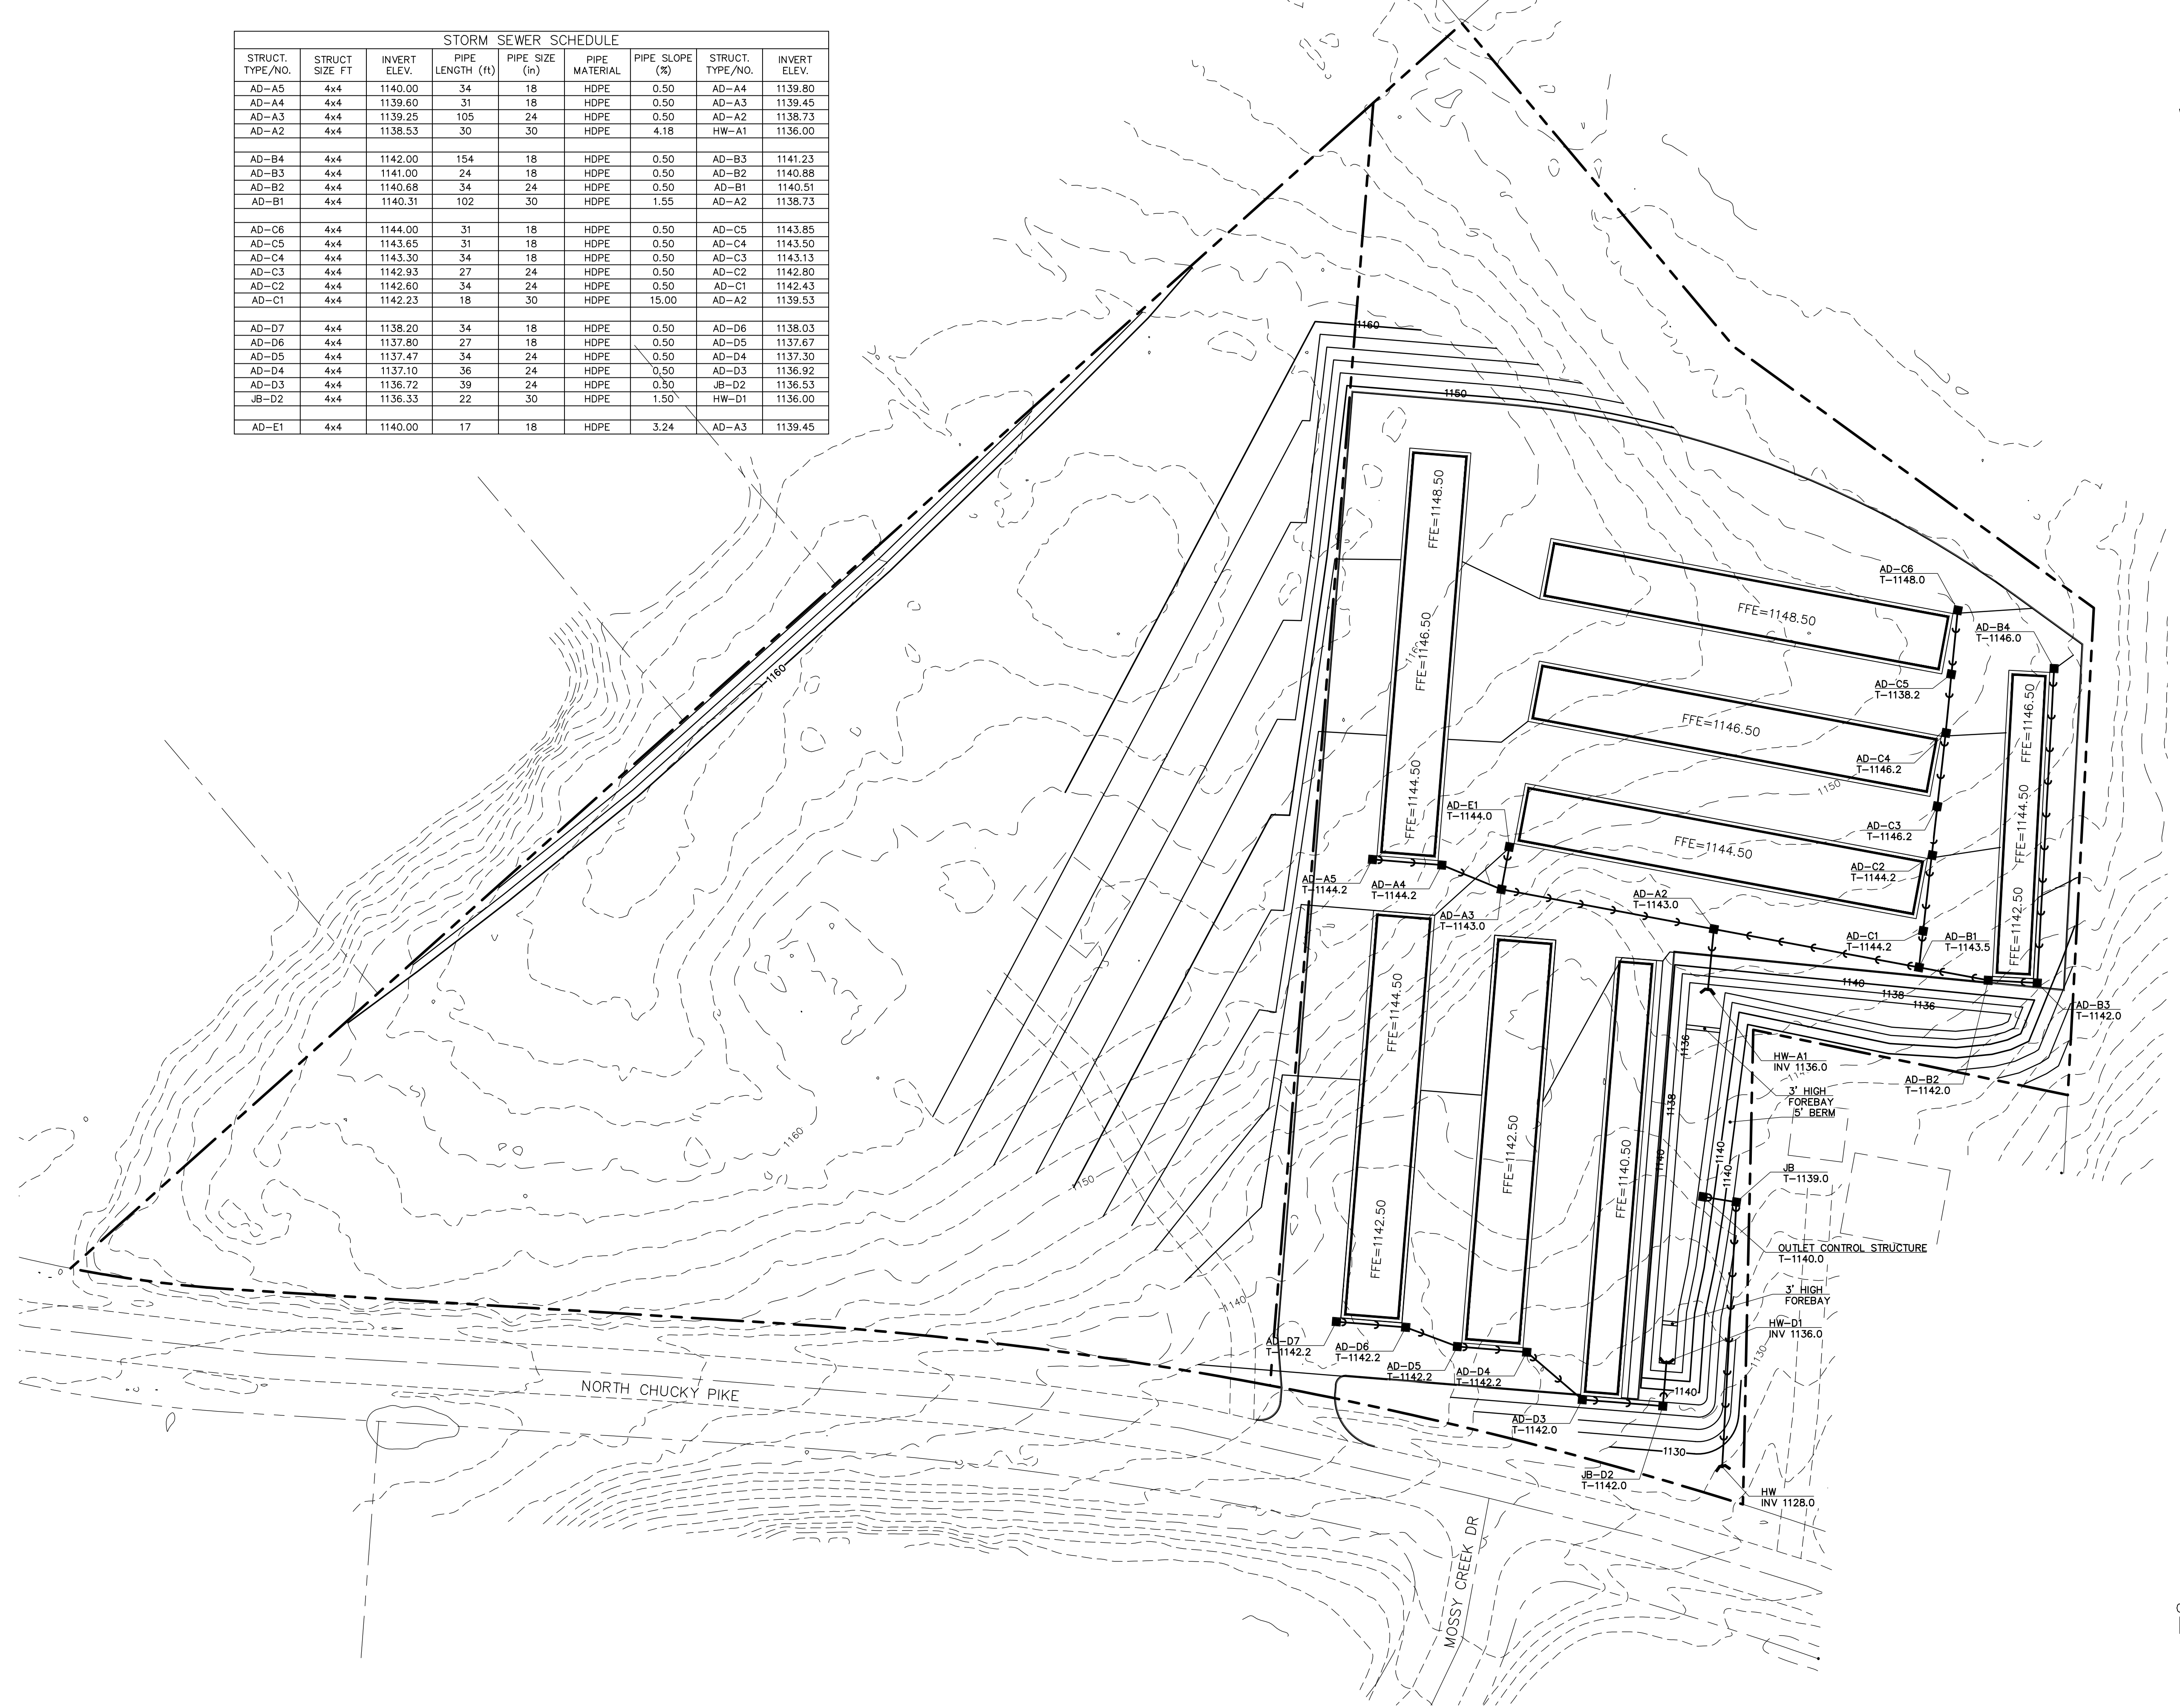 STORM SEWER SCHEDULE
STRUCT. TYPE/NO. STRUCT SIZE FT INVERT ELEV. PIPE LENGTH (ft) PIPE SIZE (in) PIPE MATERIAL PIPE SLOPE (%) STRUCT. TYPE/NO. INVERT ELEV.
AD-A5 4x4 1140.00 34 18 HDPE 0.50 AD-A4 1139.80
AD-A4 4x4 1139.60 31 18 HDPE 0.50 AD-A3 1139.45
AD-A3 4x4 1139.25 105 24 HDPE 0.50 AD-A2 1138.73
AD-A2 4x4 1138.53 30 30 HDPE 4.18 HW-A1 1136.00
AD-B4 4x4 1142.00 154 18 HDPE 0.50 AD-B3 1141.23
AD-B3 4x4 1141.00 24 18 HDPE 0.50 AD-B2 1140.88
AD-B2 4x4 1140.68 34 24 HDPE 0.50 AD-B1 1140.51
AD-B1 4x4 1140.31 102 30 HDPE 1.55 AD-A2 1138.73
AD-C6 4x4 1144.00 31 18 HDPE 0.50 AD-C5 1143.85
AD-C5 4x4 1143.65 31 18 HDPE 0.50 AD-C4 1143.50
AD-C4 4x4 1143.30 34 18 HDPE 0.50 AD-C3 1143.13
AD-C3 4x4 1142.93 27 24 HDPE 0.50 AD-C2 1142.80
AD-C2 4x4 1142.60 34 24 HDPE 0.50 AD-C1 1142.43
AD-C1 4x4 1142.23 18 30 HDPE 15.00 AD-A2 1139.53
AD-D7 4x4 1138.20 34 18 HDPE 0.50 AD-D6 1138.03
AD-D6 4x4 1137.80 27 18 HDPE 0.50 AD-D5 1137.67
AD-D5 4x4 1137.47 34 24 HDPE 0.50 AD-D4 1137.30
AD-D4 4x4 1137.10 36 24 HDPE 0.50 AD-D3 1136.92
AD-D3 4x4 1136.72 39 24 HDPE 0.50 JB-D2 1136.53
JB-D2 4x4 1136.33 22 30 HDPE 1.50 HW-D1 1136.00
AD-E1 4x4 1140.00 17 18 HDPE 3.24 AD-A3 1139.45
1160
1150
FFE=1148.50
FFE=1146.50
FFE=1144.50
FFE=1148.50
FFE=1146.50
FFE=1144.50
AD-C6
T-1148.0
AD-B4
T-1146.0
AD-C5
T-1138.2
AD-C4
T-1146.2
AD-C3
T-1146.2
AD-C2
T-1144.2
FFE=1146.50
FFE=1144.50
FFE=1142.50
1160
1150
AD-E1
T-1144.0
AD-A5
T-1144.2
AD-A4
T-1144.2
AD-A3
T-1143.0
AD-A2
T-1143.0
AD-C1
T-1144.2
AD-B1
T-1143.5
AD-B3
T-1142.0
AD-B2
T-1142.0
1140
1138
1136
1136
1138
1140
1140
1140
HW-A1
INV 1136.0
3' HIGH
FOREBAY
5' BERM
JB
T-1139.0
OUTLET CONTROL STRUCTURE
T-1140.0
3' HIGH
FOREBAY
HW-D1
INV 1136.0
FFE=1144.50
FFE=1142.50
FFE=1142.50
FFE=1140.50
1160
1150
1140
1130
AD-D7
T-1142.2
AD-D6
T-1142.2
AD-D5
T-1142.2
AD-D4
T-1142.2
AD-D3
T-1142.0
JB-D2
T-1142.0
1140
1130
HW
INV 1128.0
NORTH CHUCKY PIKE
MOSSY CREEK DR